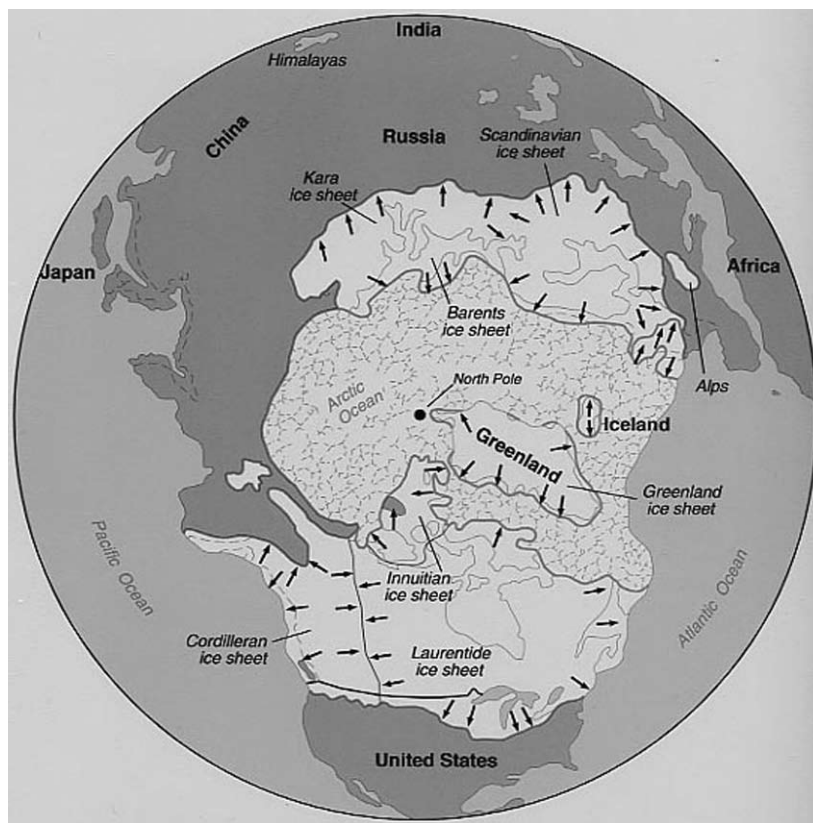 India
Himalayas
China
Russia
Scandinavian
ice sheet
Kara
ice sheet
Japan
Africa
Barents
ice sheet
Alps
North Pole
Arctic
Ocean
Iceland
Greenland
Greenland
ice sheet
Pacific Ocean
Innuitian
ice sheet
Atlantic Ocean
Cordilleran
ice sheet
Laurentide
ice sheet
United States